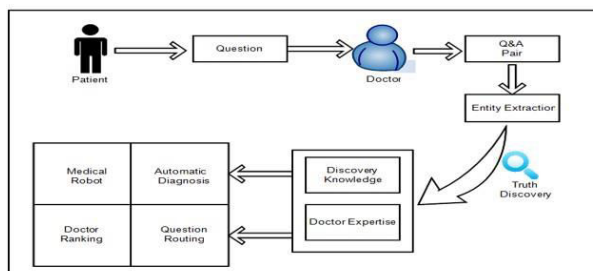 Patient
Question
Doctor
Q&A
Pair
Entity Extraction
Truth
Discovery
Discovery
Knowledge
Doctor Expertise
Medical
Robot
Automatic
Diagnosis
Doctor
Ranking
Question
Routing